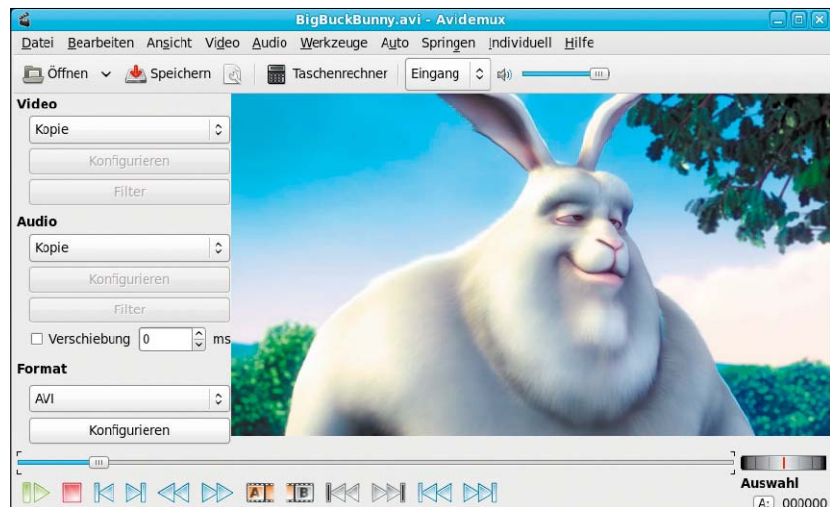 BigBuckBunny.avi - Avidemux
Datei Bearbeiten Ansicht Video Audio Werkzeuge Auto Springen Individuell Hilfe
Öffnen Speichern Taschenrechner Eingang
Video
Kopie
Konfigurieren
Filter
Audio
Kopie
Konfigurieren
Filter
Verschiebung 0 ms
Format
AVI
Konfigurieren
A B
Auswahl
A: 000000